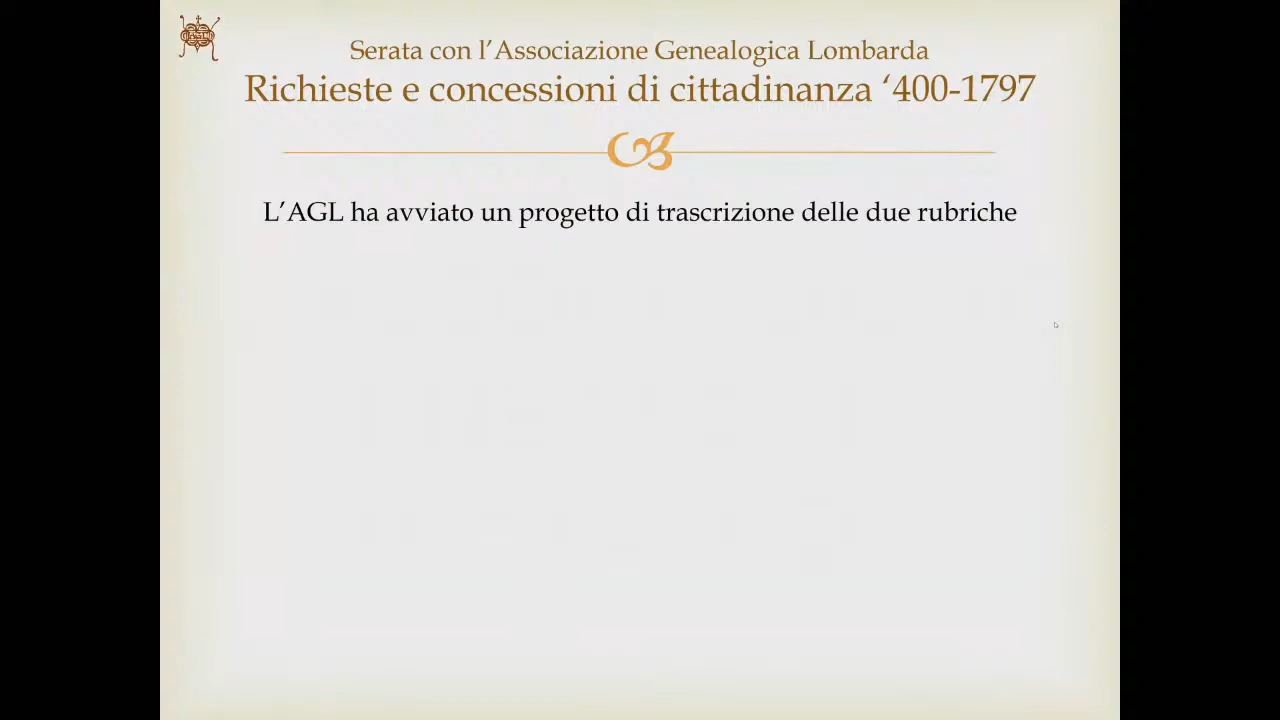 Serata con l’Associazione Genealogica Lombarda
Richieste e concessioni di cittadinanza ‘400-1797
L’AGL ha avviato un progetto di trascrizione delle due rubriche